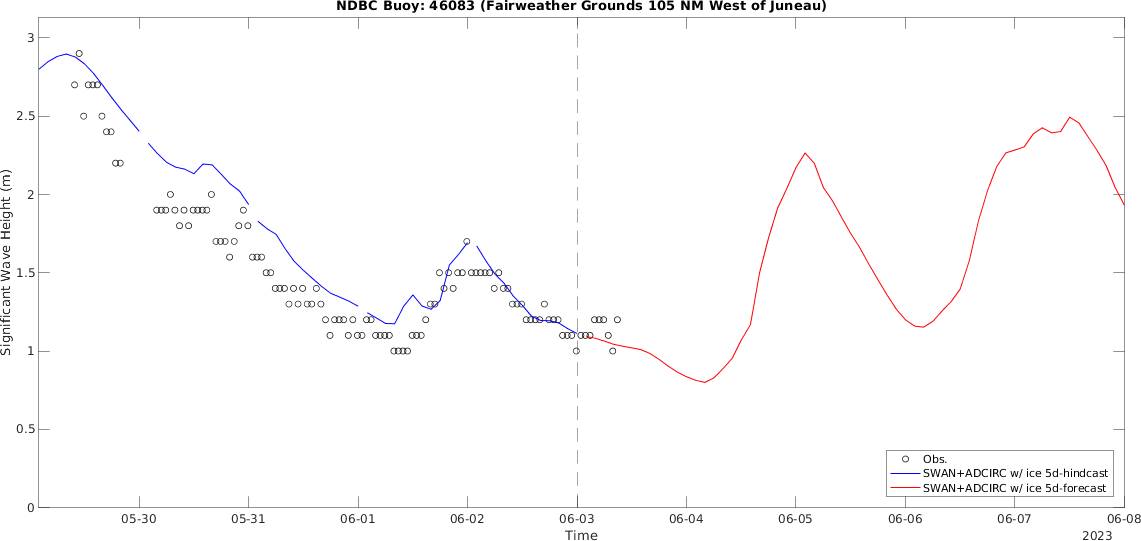 NDBC Buoy: 46083 (Fairweather Grounds 105 NM West of Juneau)
3
2.5
2
1.5
1
0.5
0
Significant Wave Height (m)
Obs.
SWAN+ADCIRC w/ ice 5d-hindcast
SWAN+ADCIRC w/ ice 5d-forecast
05-30 05-31 06-01 06-02 06-03 06-04 06-05 06-06 06-07 06-08
Time
2023